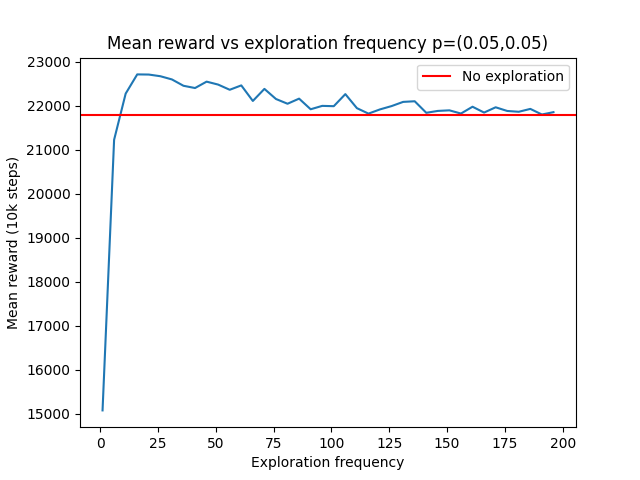 Mean reward vs exploration frequency p=(0.05,0.05)
No exploration
23000
22000
21000
20000
19000
18000
17000
16000
15000
Mean reward (10k steps)
0 25 50 75 100 125 150 175 200
Exploration frequency